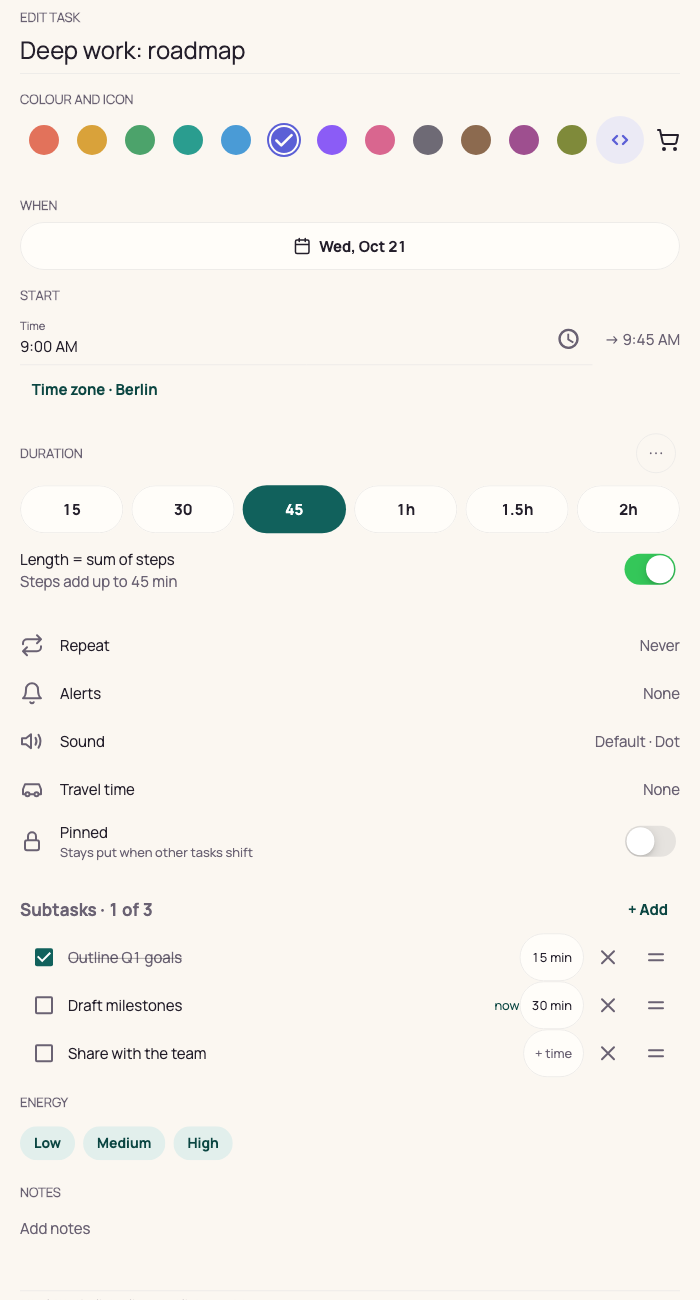 EDIT TASK
Deep work: roadmap
COLOUR AND ICON
WHEN
Wed, Oct 21
START
Time
9:00 AM
→ 9:45 AM
Time zone · Berlin
DURATION
15 30 45 1h 1.5h 2h
Length = sum of steps
Steps add up to 45 min
Repeat Never
Alerts None
Sound Default · Dot
Travel time None
Pinned
Stays put when other tasks shift
Subtasks · 1 of 3 + Add
Outline Q1 goals 15 min
Draft milestones now 30 min
Share with the team + time
ENERGY
Low Medium High
NOTES
Add notes